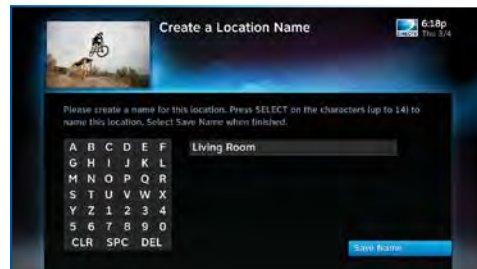 Create a Location Name
6:18p
Thu 3/4
Please create a name for this location. Press SELECT on the characters (up to 14) to
name this location. Select Save Name when finished.
A B C D E F
Living Room
G H I J K L
M N O P Q R
S T U V W X
Y Z 1 2 3 4
5 6 7 8 9 0
CLR SPC DEL
Save Name